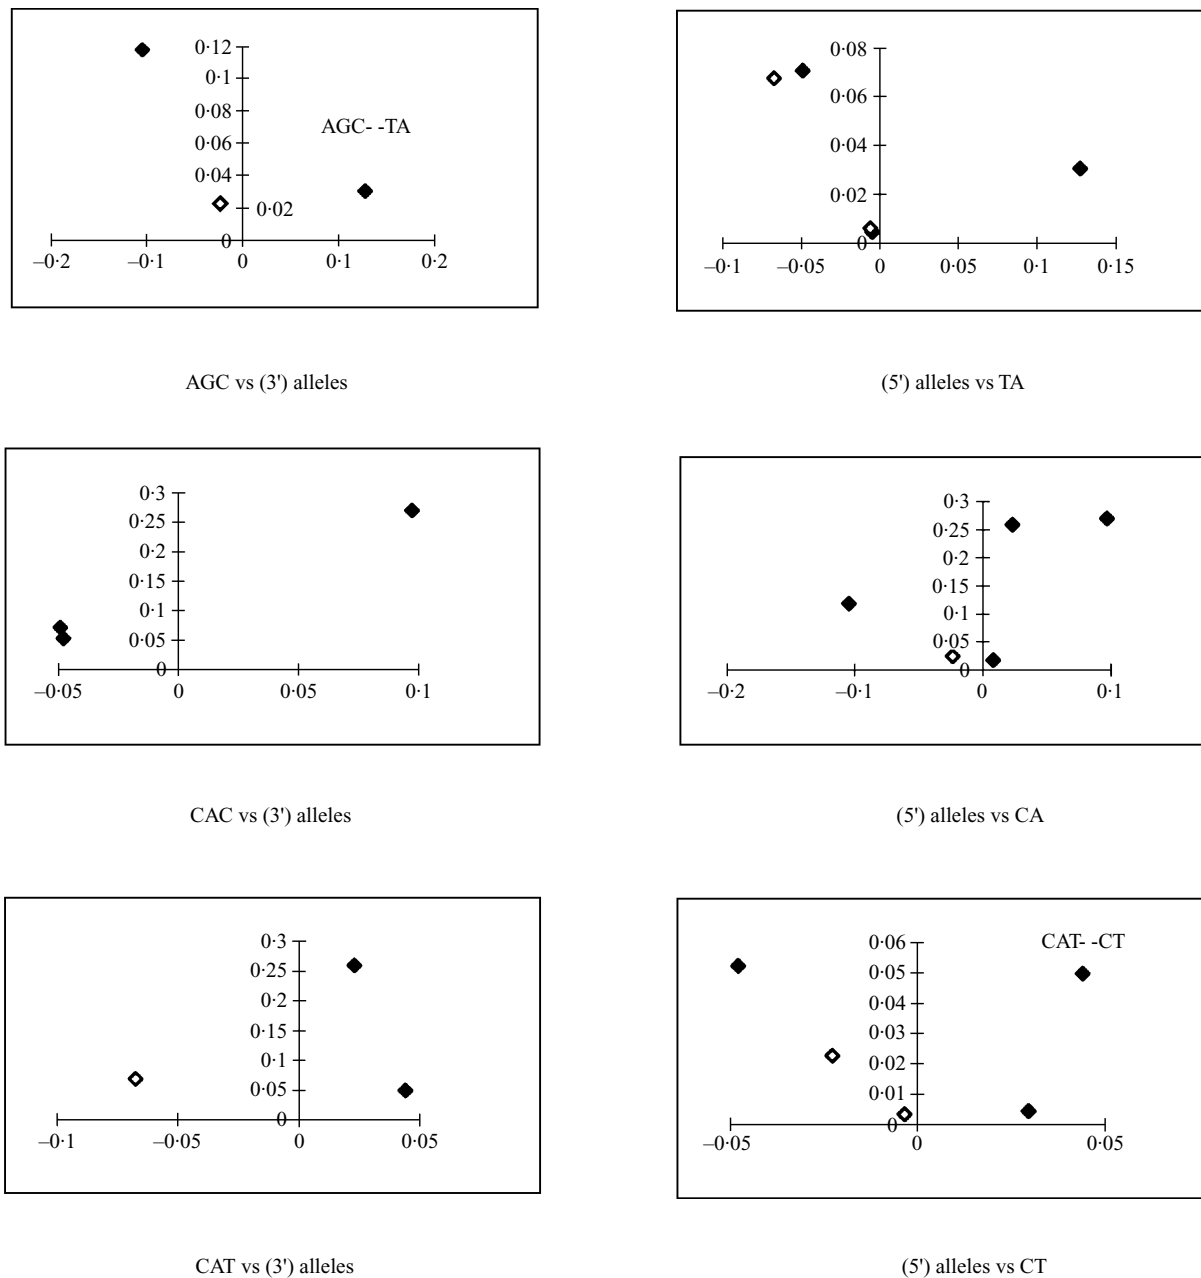 0·12
0·1
0·08
0·06
0·04
0·02
0
–0·2 –0·1 0 0·1 0·2
AGC- -TA
AGC vs (3') alleles
0·08
0·06
0·04
0·02
0
–0·1 –0·05 0 0·05 0·1 0·15
(5') alleles vs TA
0·3
0·25
0·2
0·15
0·1
0·05
0
–0·05 0 0·05 0·1
CAC vs (3') alleles
0·3
0·25
0·2
0·15
0·1
0·05
0
–0·2 –0·1 0 0·1
(5') alleles vs CA
0·3
0·25
0·2
0·15
0·1
0·05
0
–0·1 –0·05 0 0·05
CAT vs (3') alleles
0·06
0·05
0·04
0·03
0·02
0·01
0
–0·05 0 0·05
CAT- -CT
(5') alleles vs CT